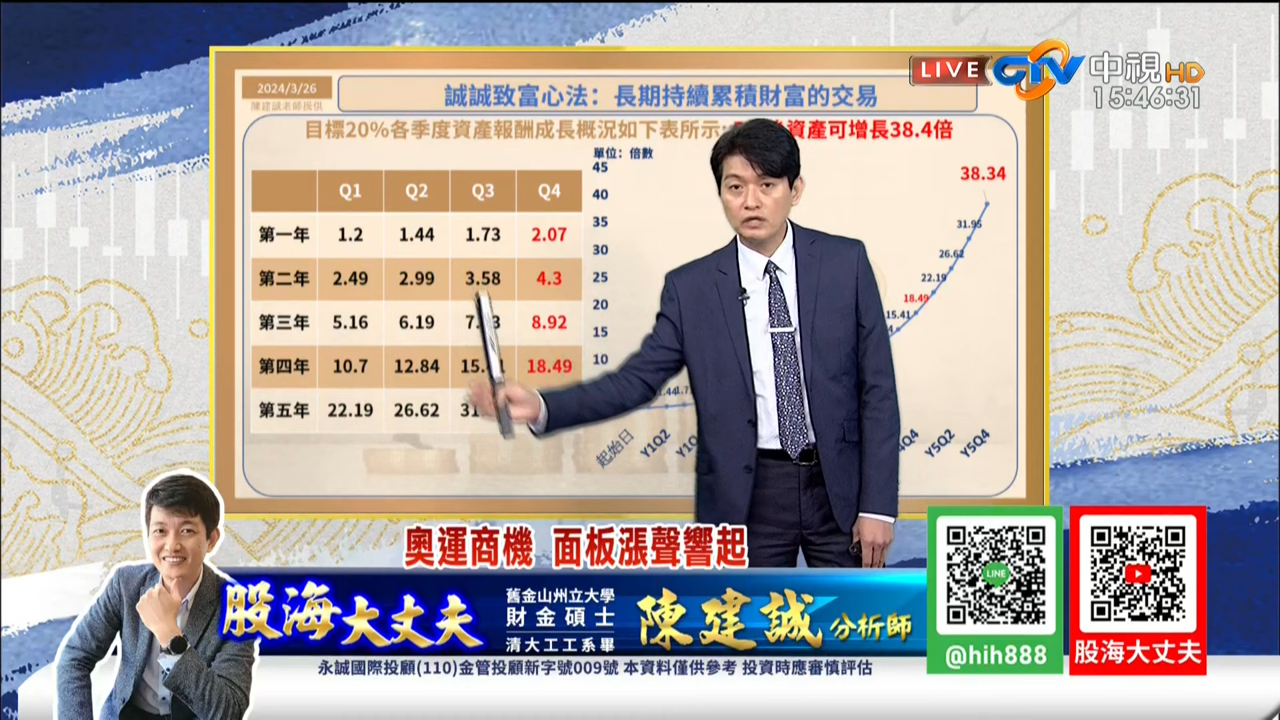 LIVE
CTV 中視HD
15:46:31
2024/3/26
陳建誠老師提供
誠誠致富心法：長期持續累積財富的交易
目標20%各季度資產報酬成長概況如下表所示: 資產可增長38.4倍
單位：倍數
Q1 Q2 Q3 Q4
第一年 1.2 1.44 1.73 2.07
第二年 2.49 2.99 3.58 4.3
第三年 5.16 6.19 8.92
第四年 10.7 12.84 18.49
第五年 22.19 26.62
45
40
35
30
25
20
15
10
38.34
31.95
26.62
22.19
18.49
15.41
起始日 Y1Q2 Y5Q2 Y5Q4
奧運商機 面板漲聲響起
股海大丈夫
舊金山州立大學
財金碩士
清大工工系畢
陳建誠 分析師
永誠國際投顧(110)金管投顧新字號009號 本資料僅供參考 投資時應審慎評估
LINE
@hih888
股海大丈夫